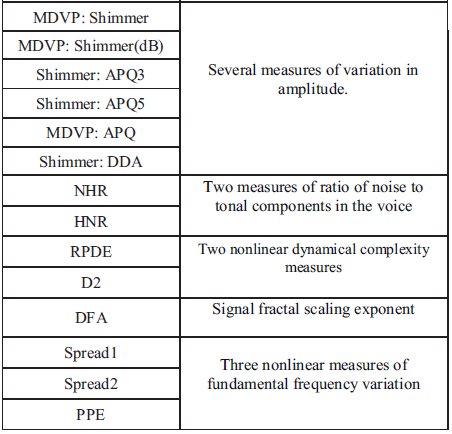 MDVP: Shimmer
MDVP: Shimmer(dB)
Shimmer: APQ3
Shimmer: APQ5
MDVP: APQ
Shimmer: DDA
Several measures of variation in
amplitude.
NHR
HNR
Two measures of ratio of noise to
tonal components in the voice
RPDE
D2
Two nonlinear dynamical complexity
measures
DFA
Signal fractal scaling exponent
Spread1
Spread2
PPE
Three nonlinear measures of
fundamental frequency variation